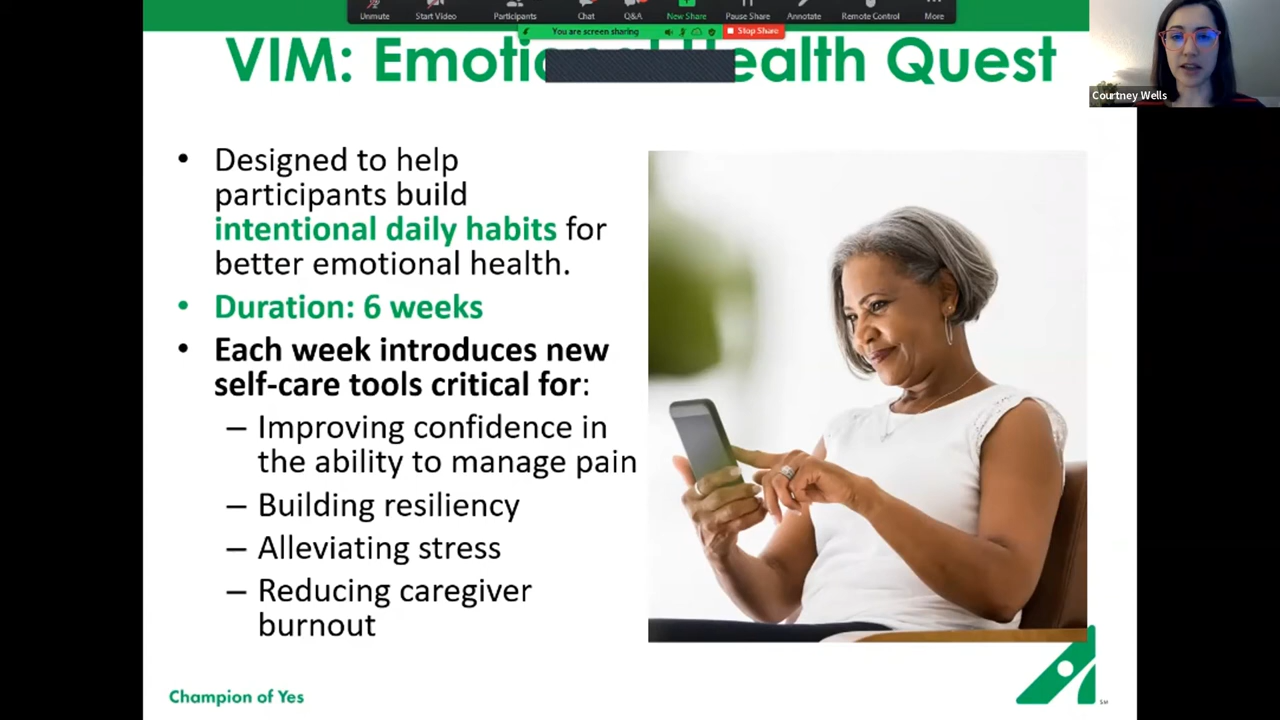 Unmute Start Video Participants Chat Q&A New Share Pause Share Annotate Remote Control More
You are screen sharing Stop Share
VIM: Emotio ealth Quest
Courtney Wells
• Designed to help
participants build
intentional daily habits for
better emotional health.
• Duration: 6 weeks
• Each week introduces new
self-care tools critical for:
– Improving confidence in
the ability to manage pain
– Building resiliency
– Alleviating stress
– Reducing caregiver
burnout
Champion of Yes
SM